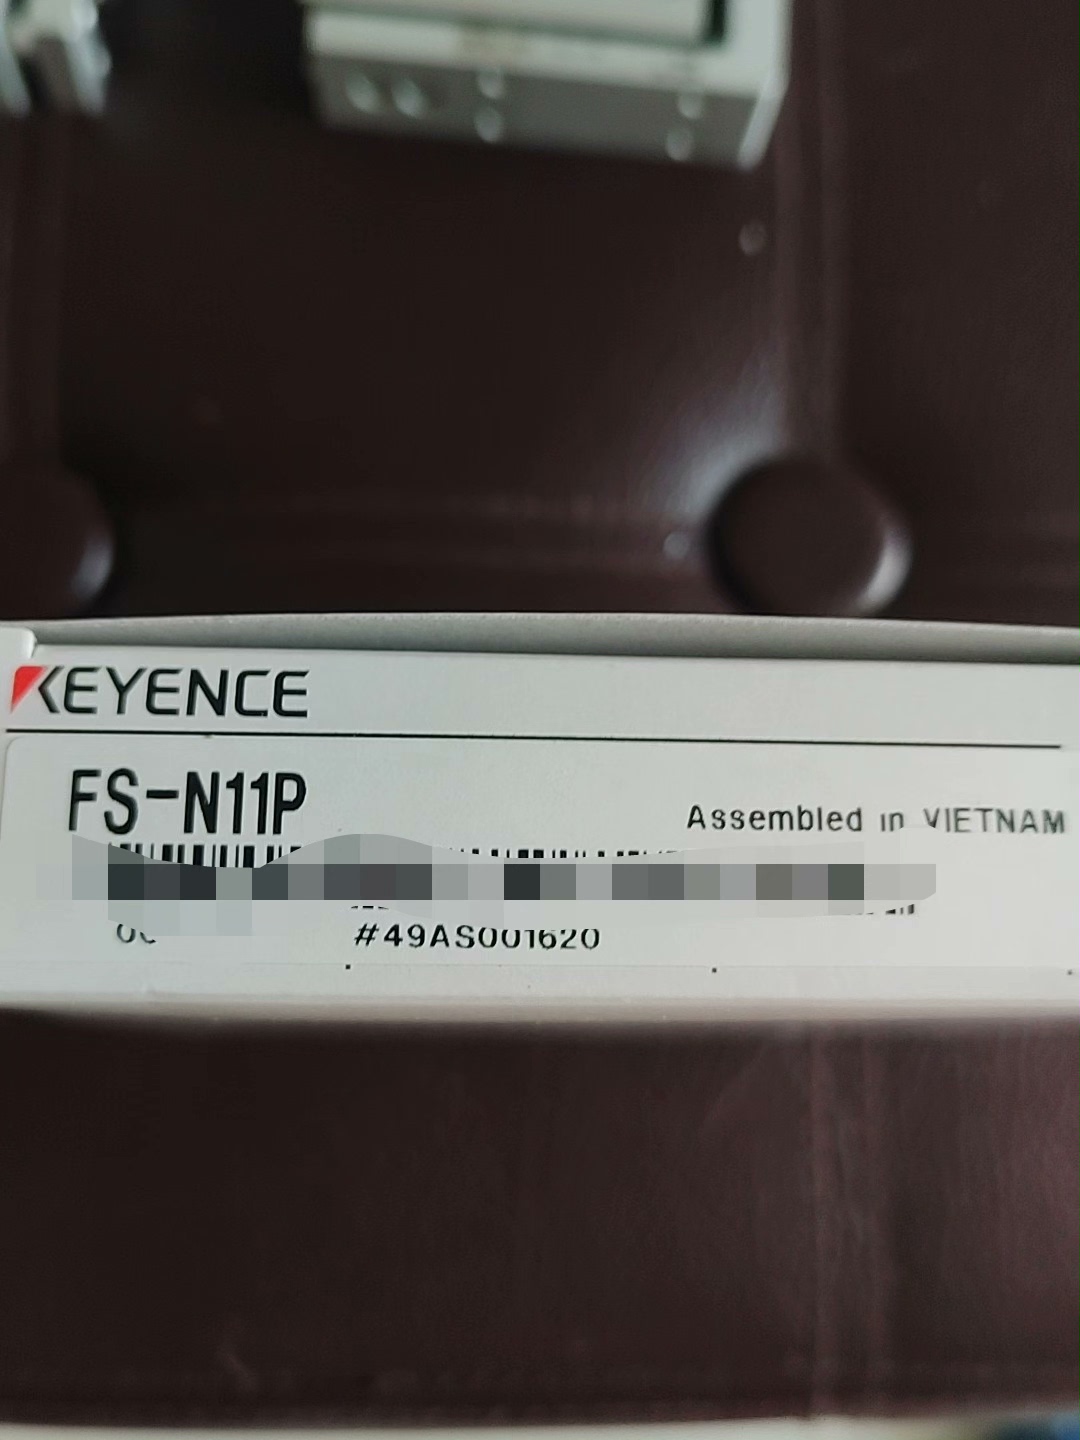 KEYENCE
FS-N11P
Assembled in VIETNAM
#49AS001620